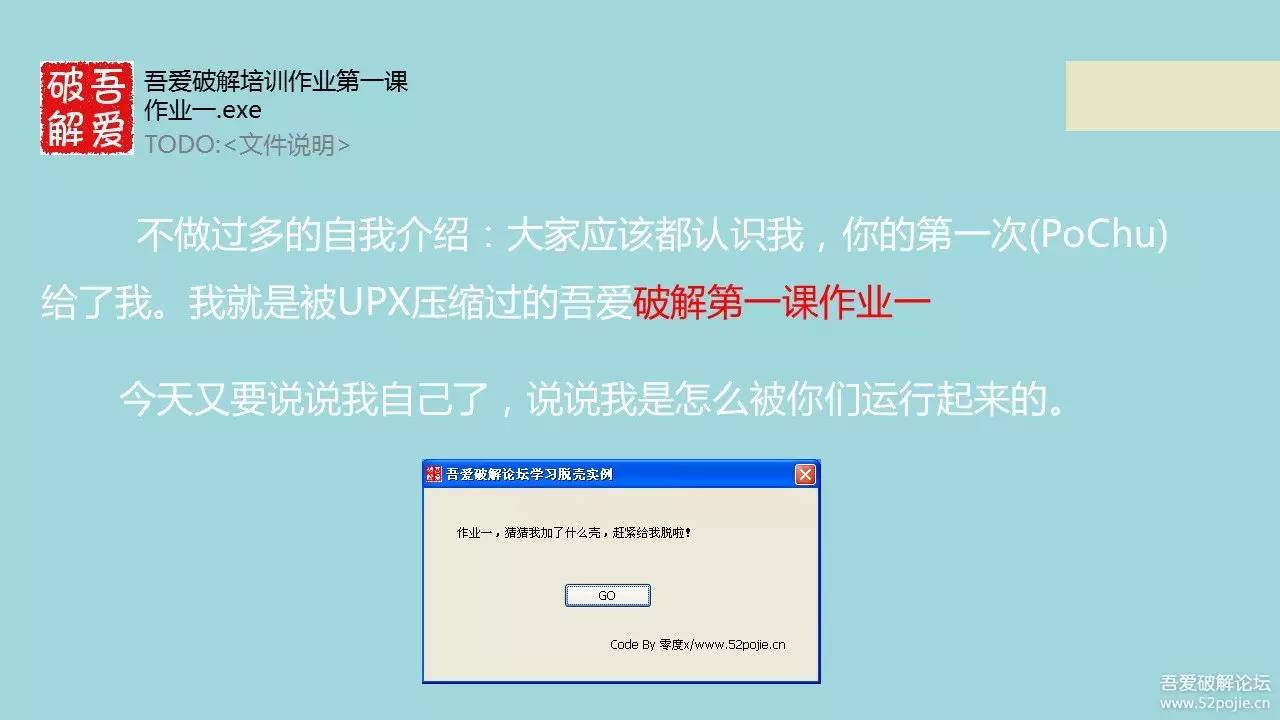 吾爱
破解
吾爱破解培训作业第一课
作业一.exe
TODO:<文件说明>
不做过多的自我介绍：大家应该都认识我，你的第一次(PoChu)
给了我。我就是被UPX压缩过的吾爱破解第一课作业一
今天又要说说我自己了，说说我是怎么被你们运行起来的。
吾爱破解论坛学习脱壳实例
作业一，猜猜我加了什么壳，赶紧给我脱啦！
GO
Code By 零度x/www.52pojie.cn
吾爱破解论坛
www.52pojie.cn